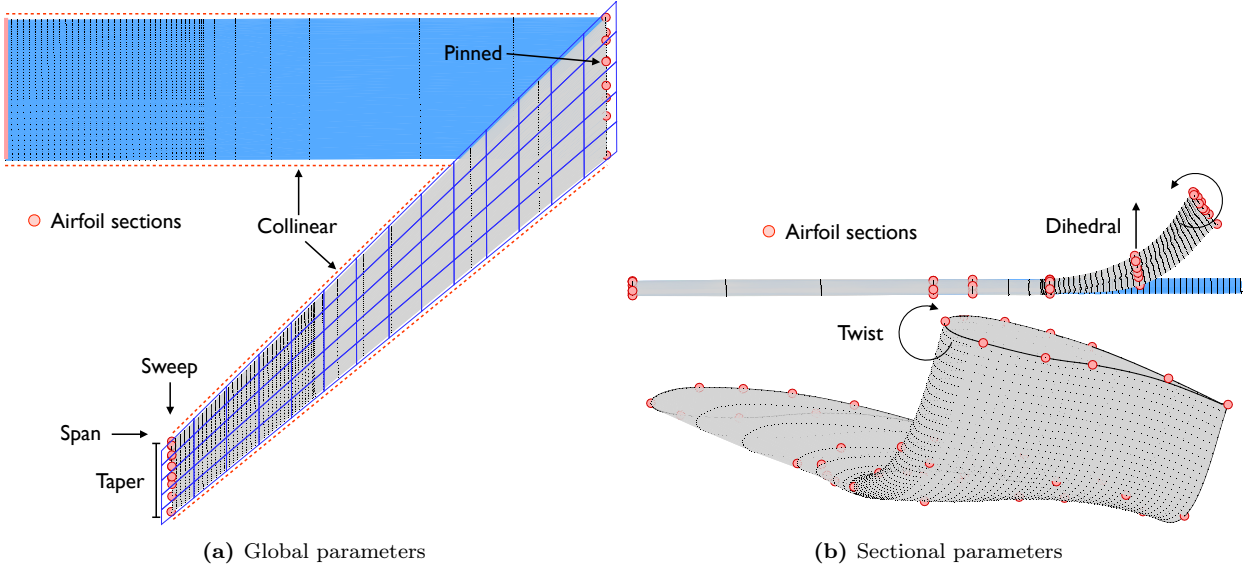 Pinned
Airfoil sections
Collinear
Sweep
Span
Taper
(a) Global parameters
Airfoil sections
Dihedral
Twist
(b) Sectional parameters